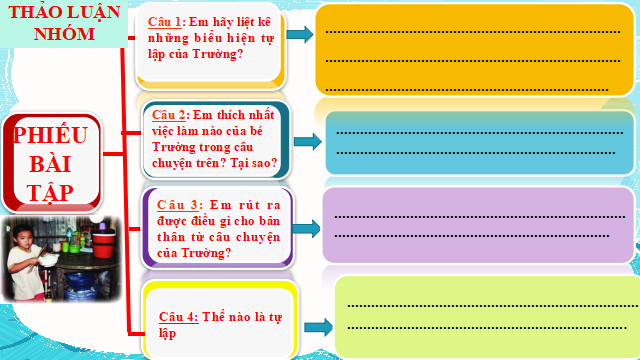 THẢO LUẬN
NHÓM
PHIẾU
BÀI
TẬP
Câu 1: Em hãy liệt kê
những biểu hiện tự
lập của Trường?
........................................................................
........................................................................
.....................................................................
Câu 2: Em thích nhất
việc làm nào của bé
Trường trong câu
chuyện trên? Tại sao?
......................................................................
......................................................................
Câu 3: Em rút ra
được điều gì cho bản
thân từ câu chuyện
của Trường?
......................................................................
...................................................................
Câu 4: Thế nào là tự
lập
......................................................................
....................................................................